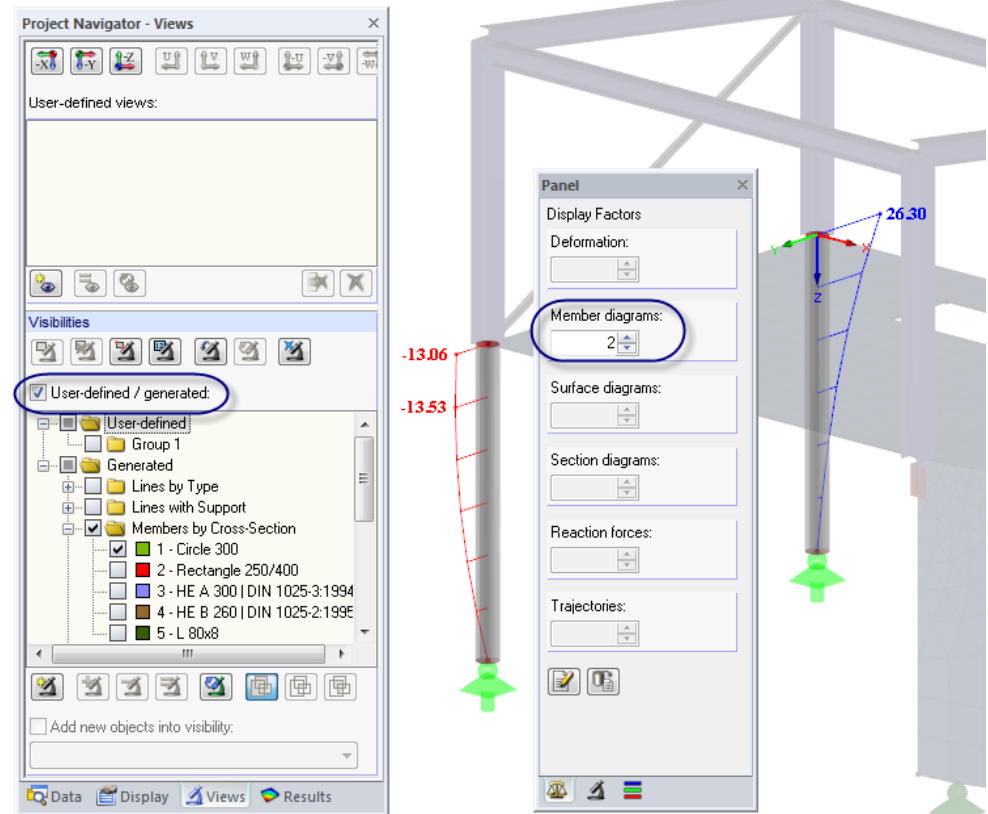 Project Navigator - Views
-X
-Y
-Z
U
V
W
-U
-V
-W
User-defined views:
Visibilities
User-defined / generated:
User-defined
Group 1
Generated
Lines by Type
Lines with Support
Members by Cross-Section
1 - Circle 300
2 - Rectangle 250/400
3 - HE A 300 | DIN 1025-3:1994
4 - HE B 260 | DIN 1025-2:1995
5 - L 80x8
Add new objects into visibility:
Data
Display
Views
Results
-13.06
-13.53
Panel
Display Factors
Deformation:
Member diagrams:
2
Surface diagrams:
Section diagrams:
Reaction forces:
Trajectories:
26.30
Y
X
Z